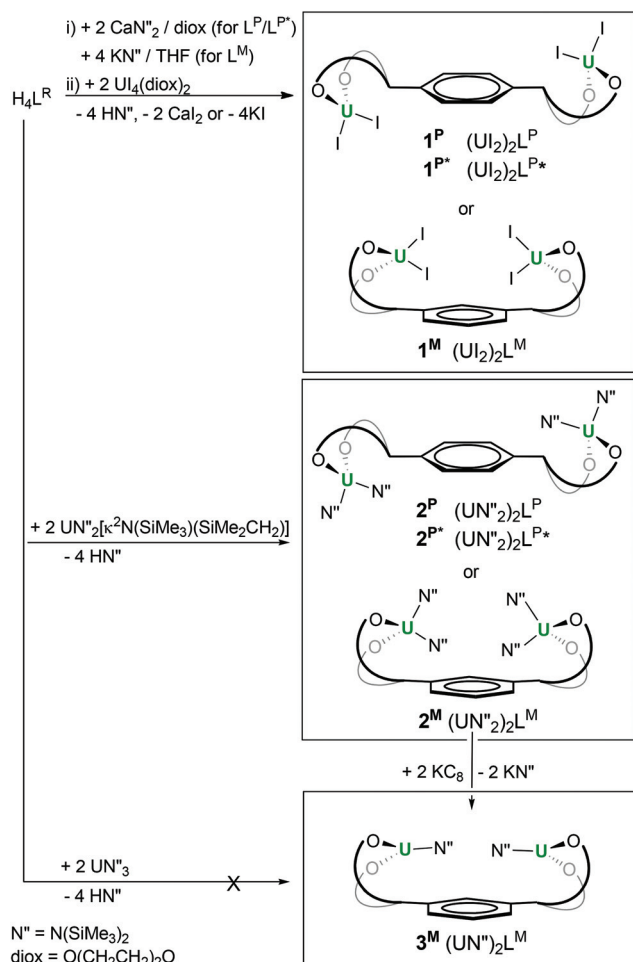 i) + 2 CaN"₂ / diox (for Lᴾ/Lᴾ*)
+ 4 KN" / THF (for Lᴹ)
ii) + 2 UI₄(diox)₂
H₄Lᴿ
- 4 HN", - 2 CaI₂ or - 4KI
O O U I I
I I U O O
1ᴾ (UI₂)₂Lᴾ
1ᴾ* (UI₂)₂Lᴾ*
or
O O U I I
I I U O O
1ᴹ (UI₂)₂Lᴹ
O O U N" N"
N" N" U O O
+ 2 UN"₂[κ²N(SiMe₃)(SiMe₂CH₂)]
- 4 HN"
2ᴾ (UN"₂)₂Lᴾ
2ᴾ* (UN"₂)₂Lᴾ*
or
O O U N" N"
N" N" U O O
2ᴹ (UN"₂)₂Lᴹ
+ 2 KC₈ - 2 KN"
+ 2 UN"₃
- 4 HN"
X
O O U N"
N" U O O
3ᴹ (UN")₂Lᴹ
N" = N(SiMe₃)₂
diox = O(CH₂CH₂)₂O